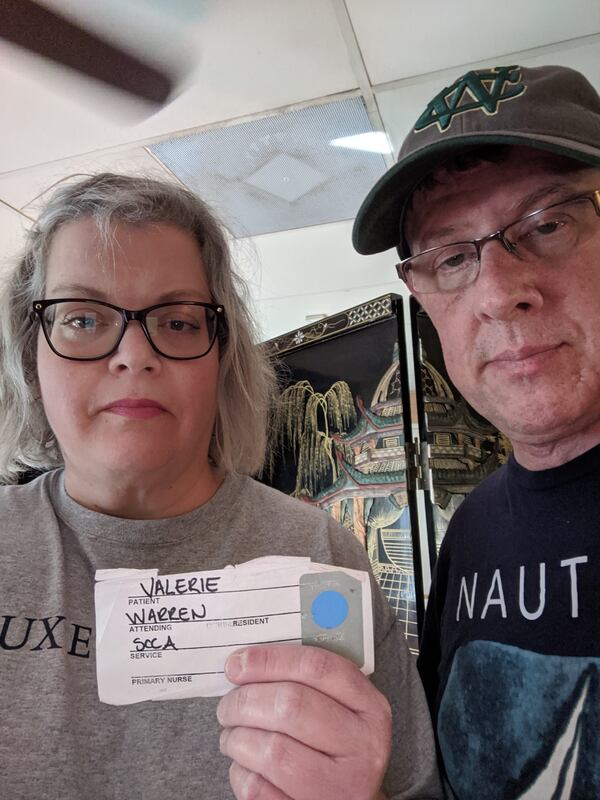 VALERIE
PATIENT
WARREN
ATTENDING RESIDENT
SOCA
SERVICE
PRIMARY NURSE
UXE
NAUT